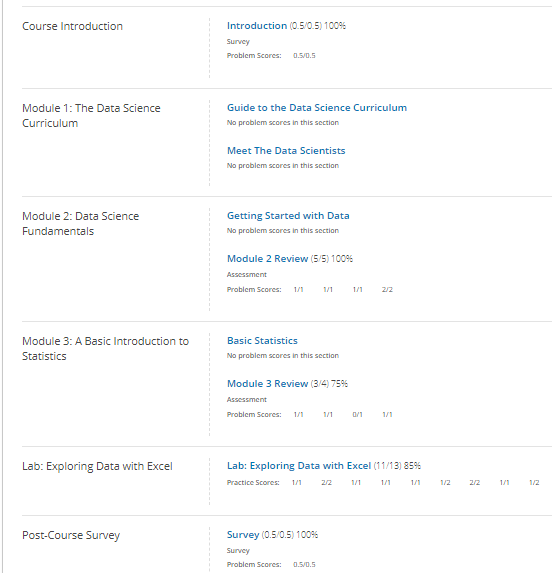 Course Introduction
Introduction (0.5/0.5) 100%
Survey
Problem Scores: 0.5/0.5
Module 1: The Data Science
Curriculum
Guide to the Data Science Curriculum
No problem scores in this section
Meet The Data Scientists
No problem scores in this section
Module 2: Data Science
Fundamentals
Getting Started with Data
No problem scores in this section
Module 2 Review (5/5) 100%
Assessment
Problem Scores: 1/1 1/1 1/1 2/2
Module 3: A Basic Introduction to
Statistics
Basic Statistics
No problem scores in this section
Module 3 Review (3/4) 75%
Assessment
Problem Scores: 1/1 1/1 0/1 1/1
Lab: Exploring Data with Excel
Lab: Exploring Data with Excel (11/13) 85%
Practice Scores: 1/1 2/2 1/1 1/1 1/1 1/2 2/2 1/1 1/2
Post-Course Survey
Survey (0.5/0.5) 100%
Survey
Problem Scores: 0.5/0.5